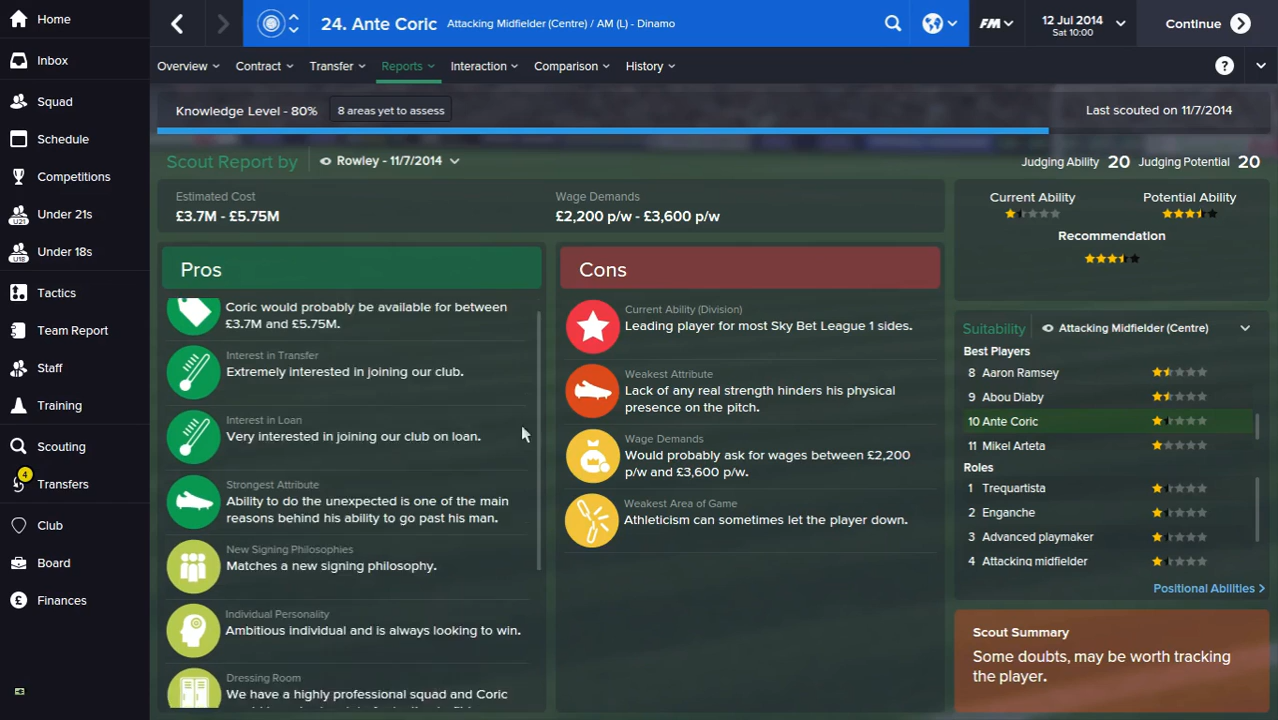 Home
Inbox
Squad
Schedule
Competitions
U21
Under 21s
U18
Under 18s
Tactics
Team Report
Staff
Training
Scouting
4
Transfers
Club
Board
Finances
24. Ante Coric
Attacking Midfielder (Centre) / AM (L) - Dinamo
FM
12 Jul 2014
Sat 10:00
Continue
Overview
Contract
Transfer
Reports
Interaction
Comparison
History
?
Knowledge Level - 80%
8 areas yet to assess
Last scouted on 11/7/2014
Scout Report by
Rowley - 11/7/2014
Judging Ability 20 Judging Potential 20
Estimated Cost
£3.7M - £5.75M
Wage Demands
£2,200 p/w - £3,600 p/w
Pros
Coric would probably be available for between
£3.7M and £5.75M.
Interest in Transfer
Extremely interested in joining our club.
Interest in Loan
Very interested in joining our club on loan.
Strongest Attribute
Ability to do the unexpected is one of the main
reasons behind his ability to go past his man.
New Signing Philosophies
Matches a new signing philosophy.
Individual Personality
Ambitious individual and is always looking to win.
Dressing Room
We have a highly professional squad and Coric
Cons
Current Ability (Division)
Leading player for most Sky Bet League 1 sides.
Weakest Attribute
Lack of any real strength hinders his physical
presence on the pitch.
Wage Demands
Would probably ask for wages between £2,200
p/w and £3,600 p/w.
Weakest Area of Game
Athleticism can sometimes let the player down.
Current Ability
Potential Ability
Recommendation
Suitability
Attacking Midfielder (Centre)
Best Players
8 Aaron Ramsey
9 Abou Diaby
10 Ante Coric
11 Mikel Arteta
Roles
1 Trequartista
2 Enganche
3 Advanced playmaker
4 Attacking midfielder
Positional Abilities >
Scout Summary
Some doubts, may be worth tracking
the player.